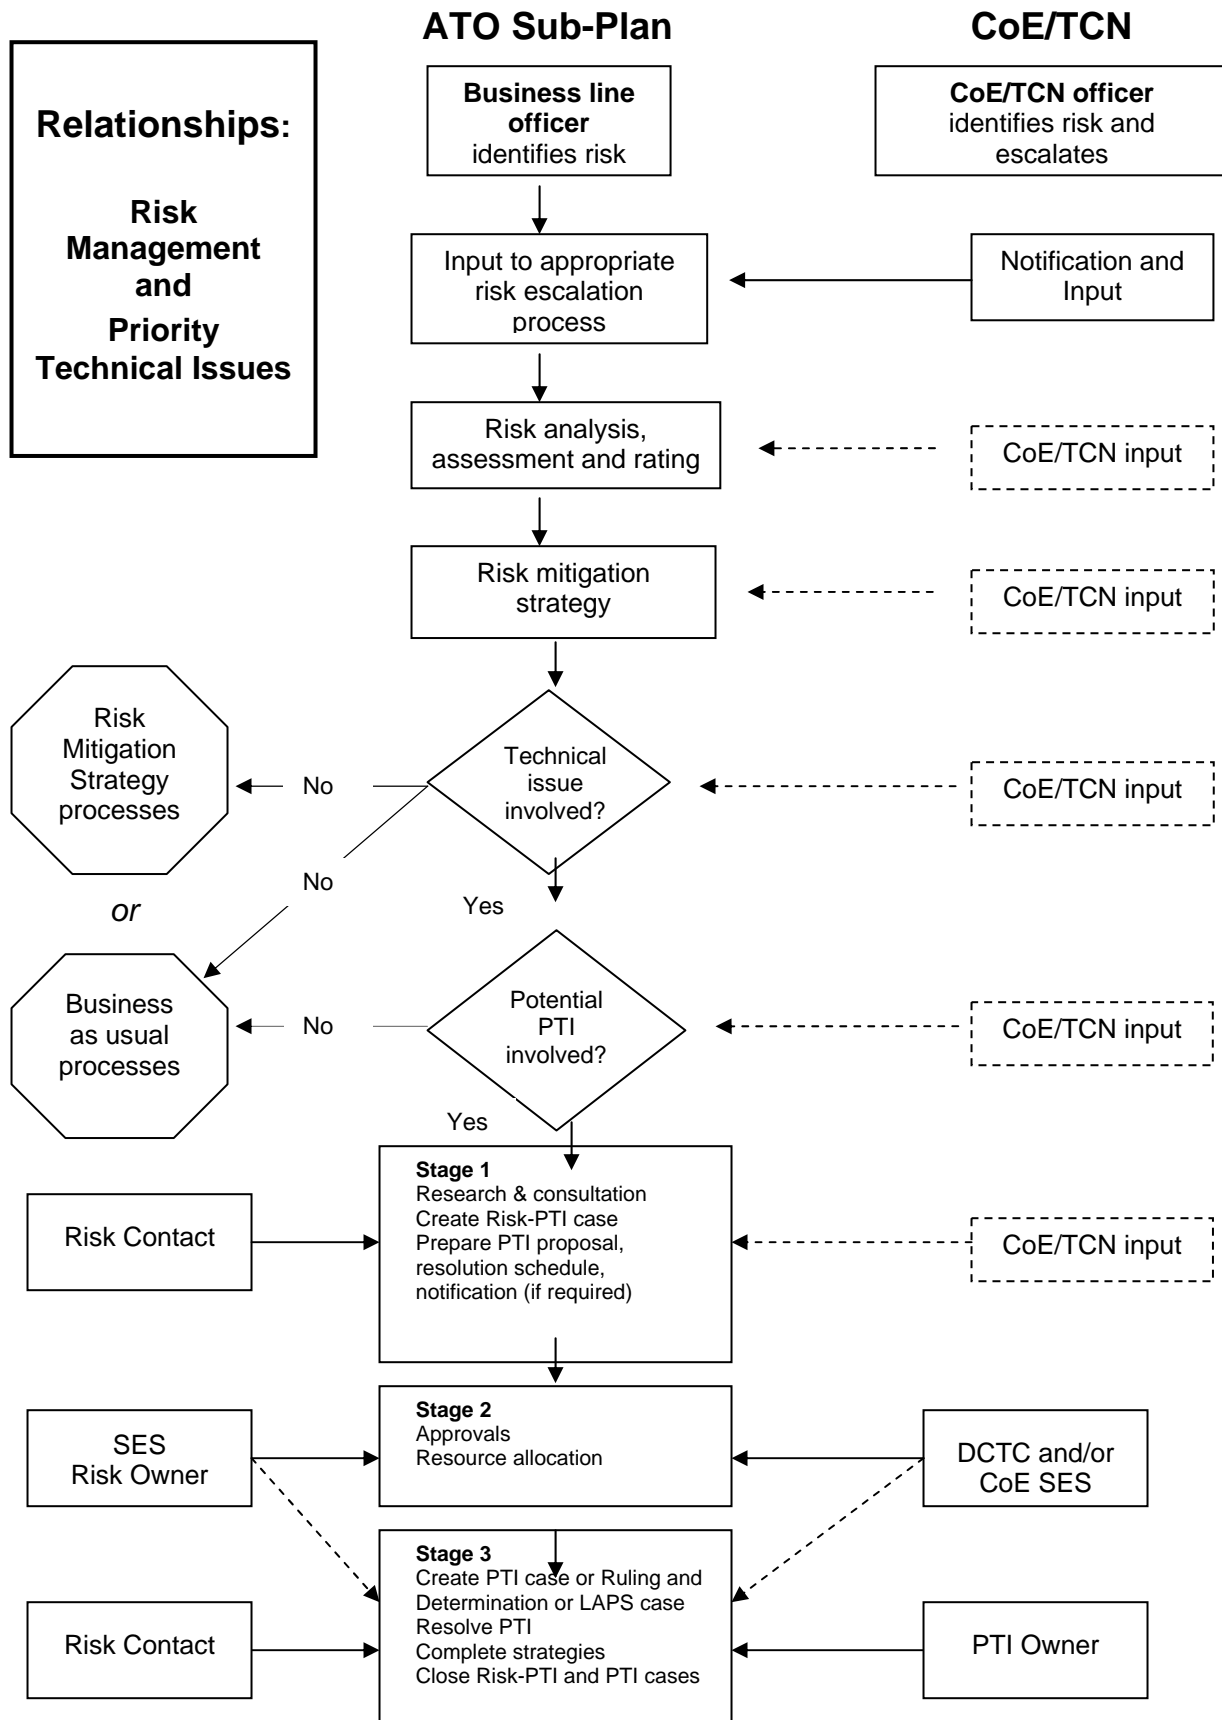 ATO Sub-Plan
CoE/TCN
Relationships:
Risk
Management
and
Priority
Technical Issues
Business line
officer
identifies risk
CoE/TCN officer
identifies risk and
escalates
Input to appropriate
risk escalation
process
Notification and
Input
Risk analysis,
assessment and rating
CoE/TCN input
Risk mitigation
strategy
CoE/TCN input
Risk
Mitigation
Strategy
processes
No
Technical
issue
involved?
CoE/TCN input
No
or
Yes
Business
as usual
processes
No
Potential
PTI
involved?
CoE/TCN input
Yes
Risk Contact
Stage 1
Research & consultation
Create Risk-PTI case
Prepare PTI proposal,
resolution schedule,
notification (if required)
CoE/TCN input
SES
Risk Owner
Stage 2
Approvals
Resource allocation
DCTC and/or
CoE SES
Risk Contact
Stage 3
Create PTI case or Ruling and
Determination or LAPS case
Resolve PTI
Complete strategies
Close Risk-PTI and PTI cases
PTI Owner